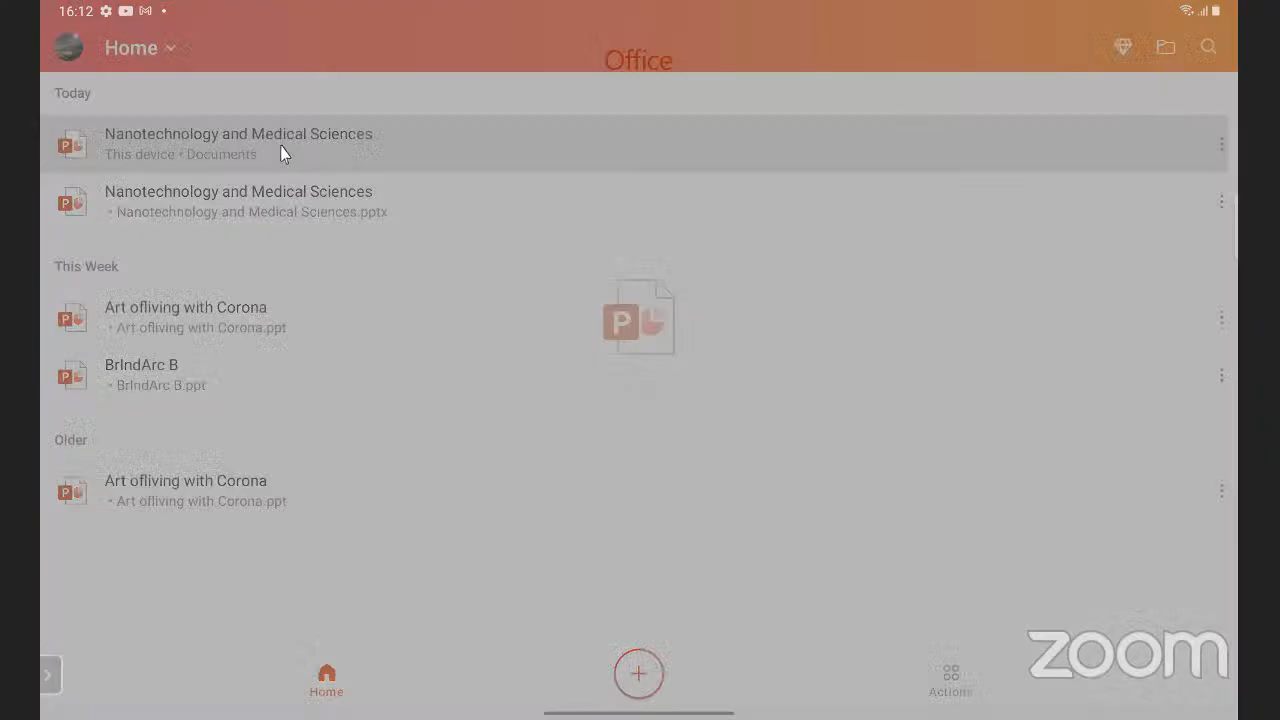 16:12
Home
Office
Today
Nanotechnology and Medical Sciences
This device • Documents
Nanotechnology and Medical Sciences
• Nanotechnology and Medical Sciences.pptx
This Week
Art ofliving with Corona
• Art ofliving with Corona.ppt
BrIndArc B
• BrIndArc B.ppt
P
Older
Art ofliving with Corona
• Art ofliving with Corona.ppt
Home
Actions
zoom